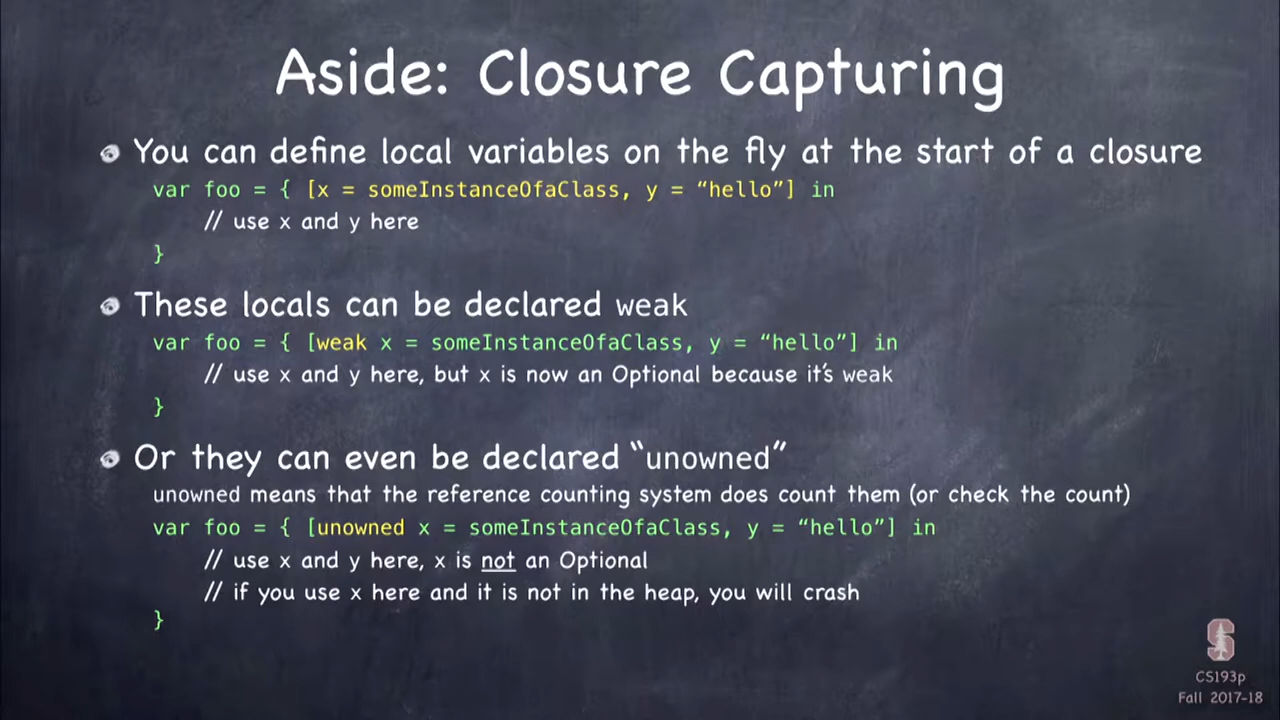 Aside: Closure Capturing
You can define local variables on the fly at the start of a closure
var foo = { [x = someInstanceOfaClass, y = “hello”] in
// use x and y here
}
These locals can be declared weak
var foo = { [weak x = someInstanceOfaClass, y = “hello”] in
// use x and y here, but x is now an Optional because it’s weak
}
Or they can even be declared “unowned”
unowned means that the reference counting system does count them (or check the count)
var foo = { [unowned x = someInstanceOfaClass, y = “hello”] in
// use x and y here, x is not an Optional
// if you use x here and it is not in the heap, you will crash
}
S
CS193p
Fall 2017-18